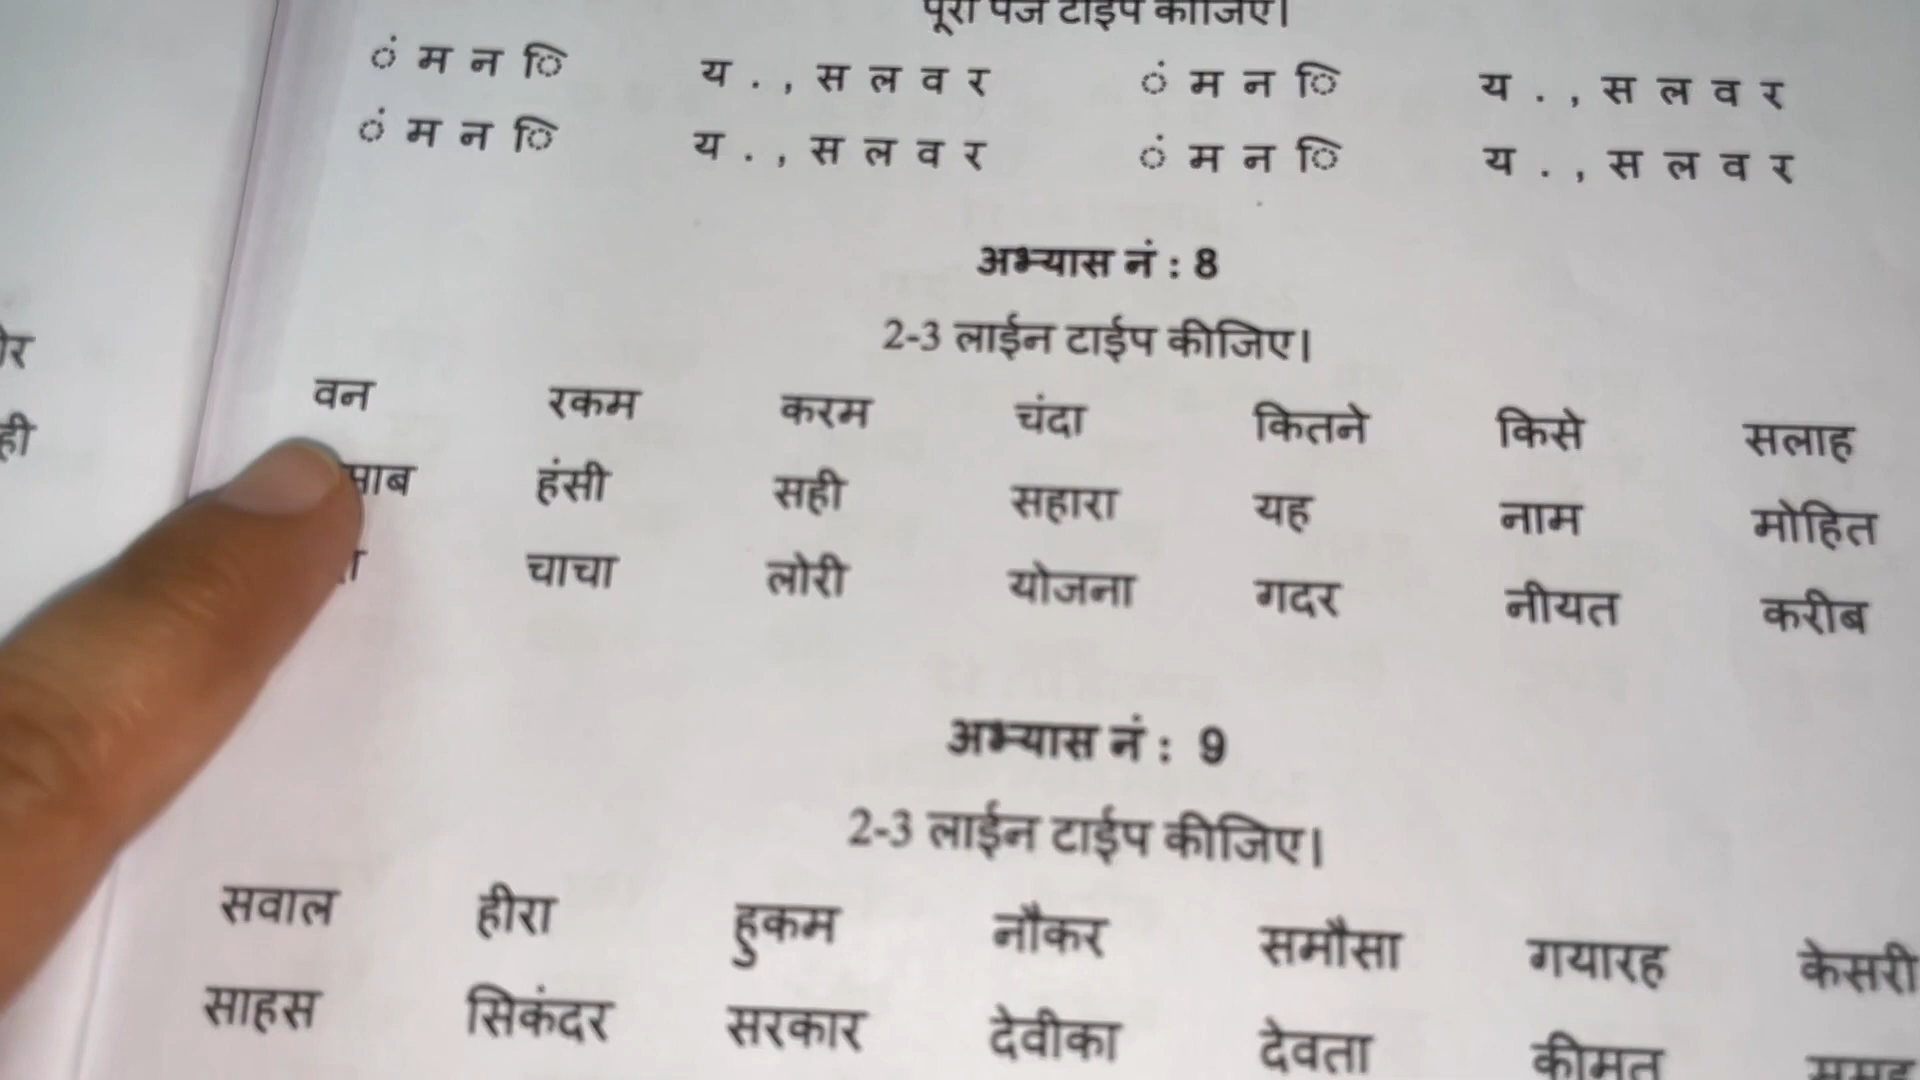 पूरा पेज टाईप कीजिए।
ं म न ि य . , स ल व र ं म न ि य . , स ल व र
ं म न ि य . , स ल व र ं म न ि य . , स ल व र
अभ्यास नं : 8
2-3 लाईन टाईप कीजिए।
वन रकम करम चंदा कितने किसे सलाह
हंसी सही सहारा यह नाम मोहित
चाचा लोरी योजना गदर नीयत करीब
अभ्यास नं : 9
2-3 लाईन टाईप कीजिए।
सवाल हीरा हुकम नौकर समौसा गयारह केसरी
साहस सिकंदर सरकार देवीका देवता कीमत